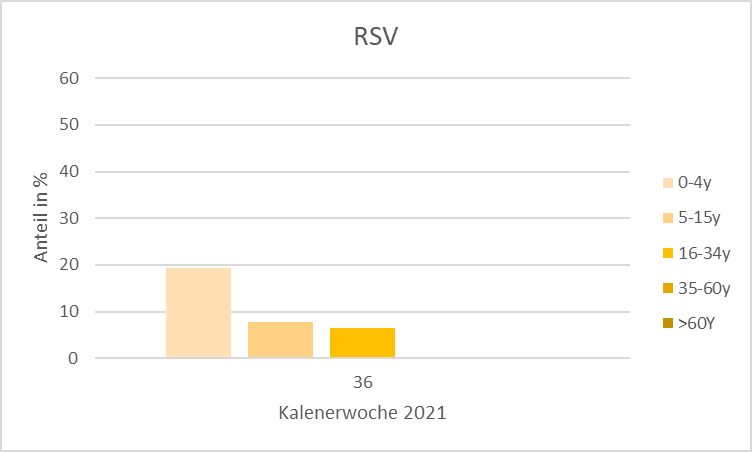 RSV
60
50
40
30
20
10
0
Anteil in %
36
Kalenerwoche 2021
0-4y
5-15y
16-34y
35-60y
>60Y